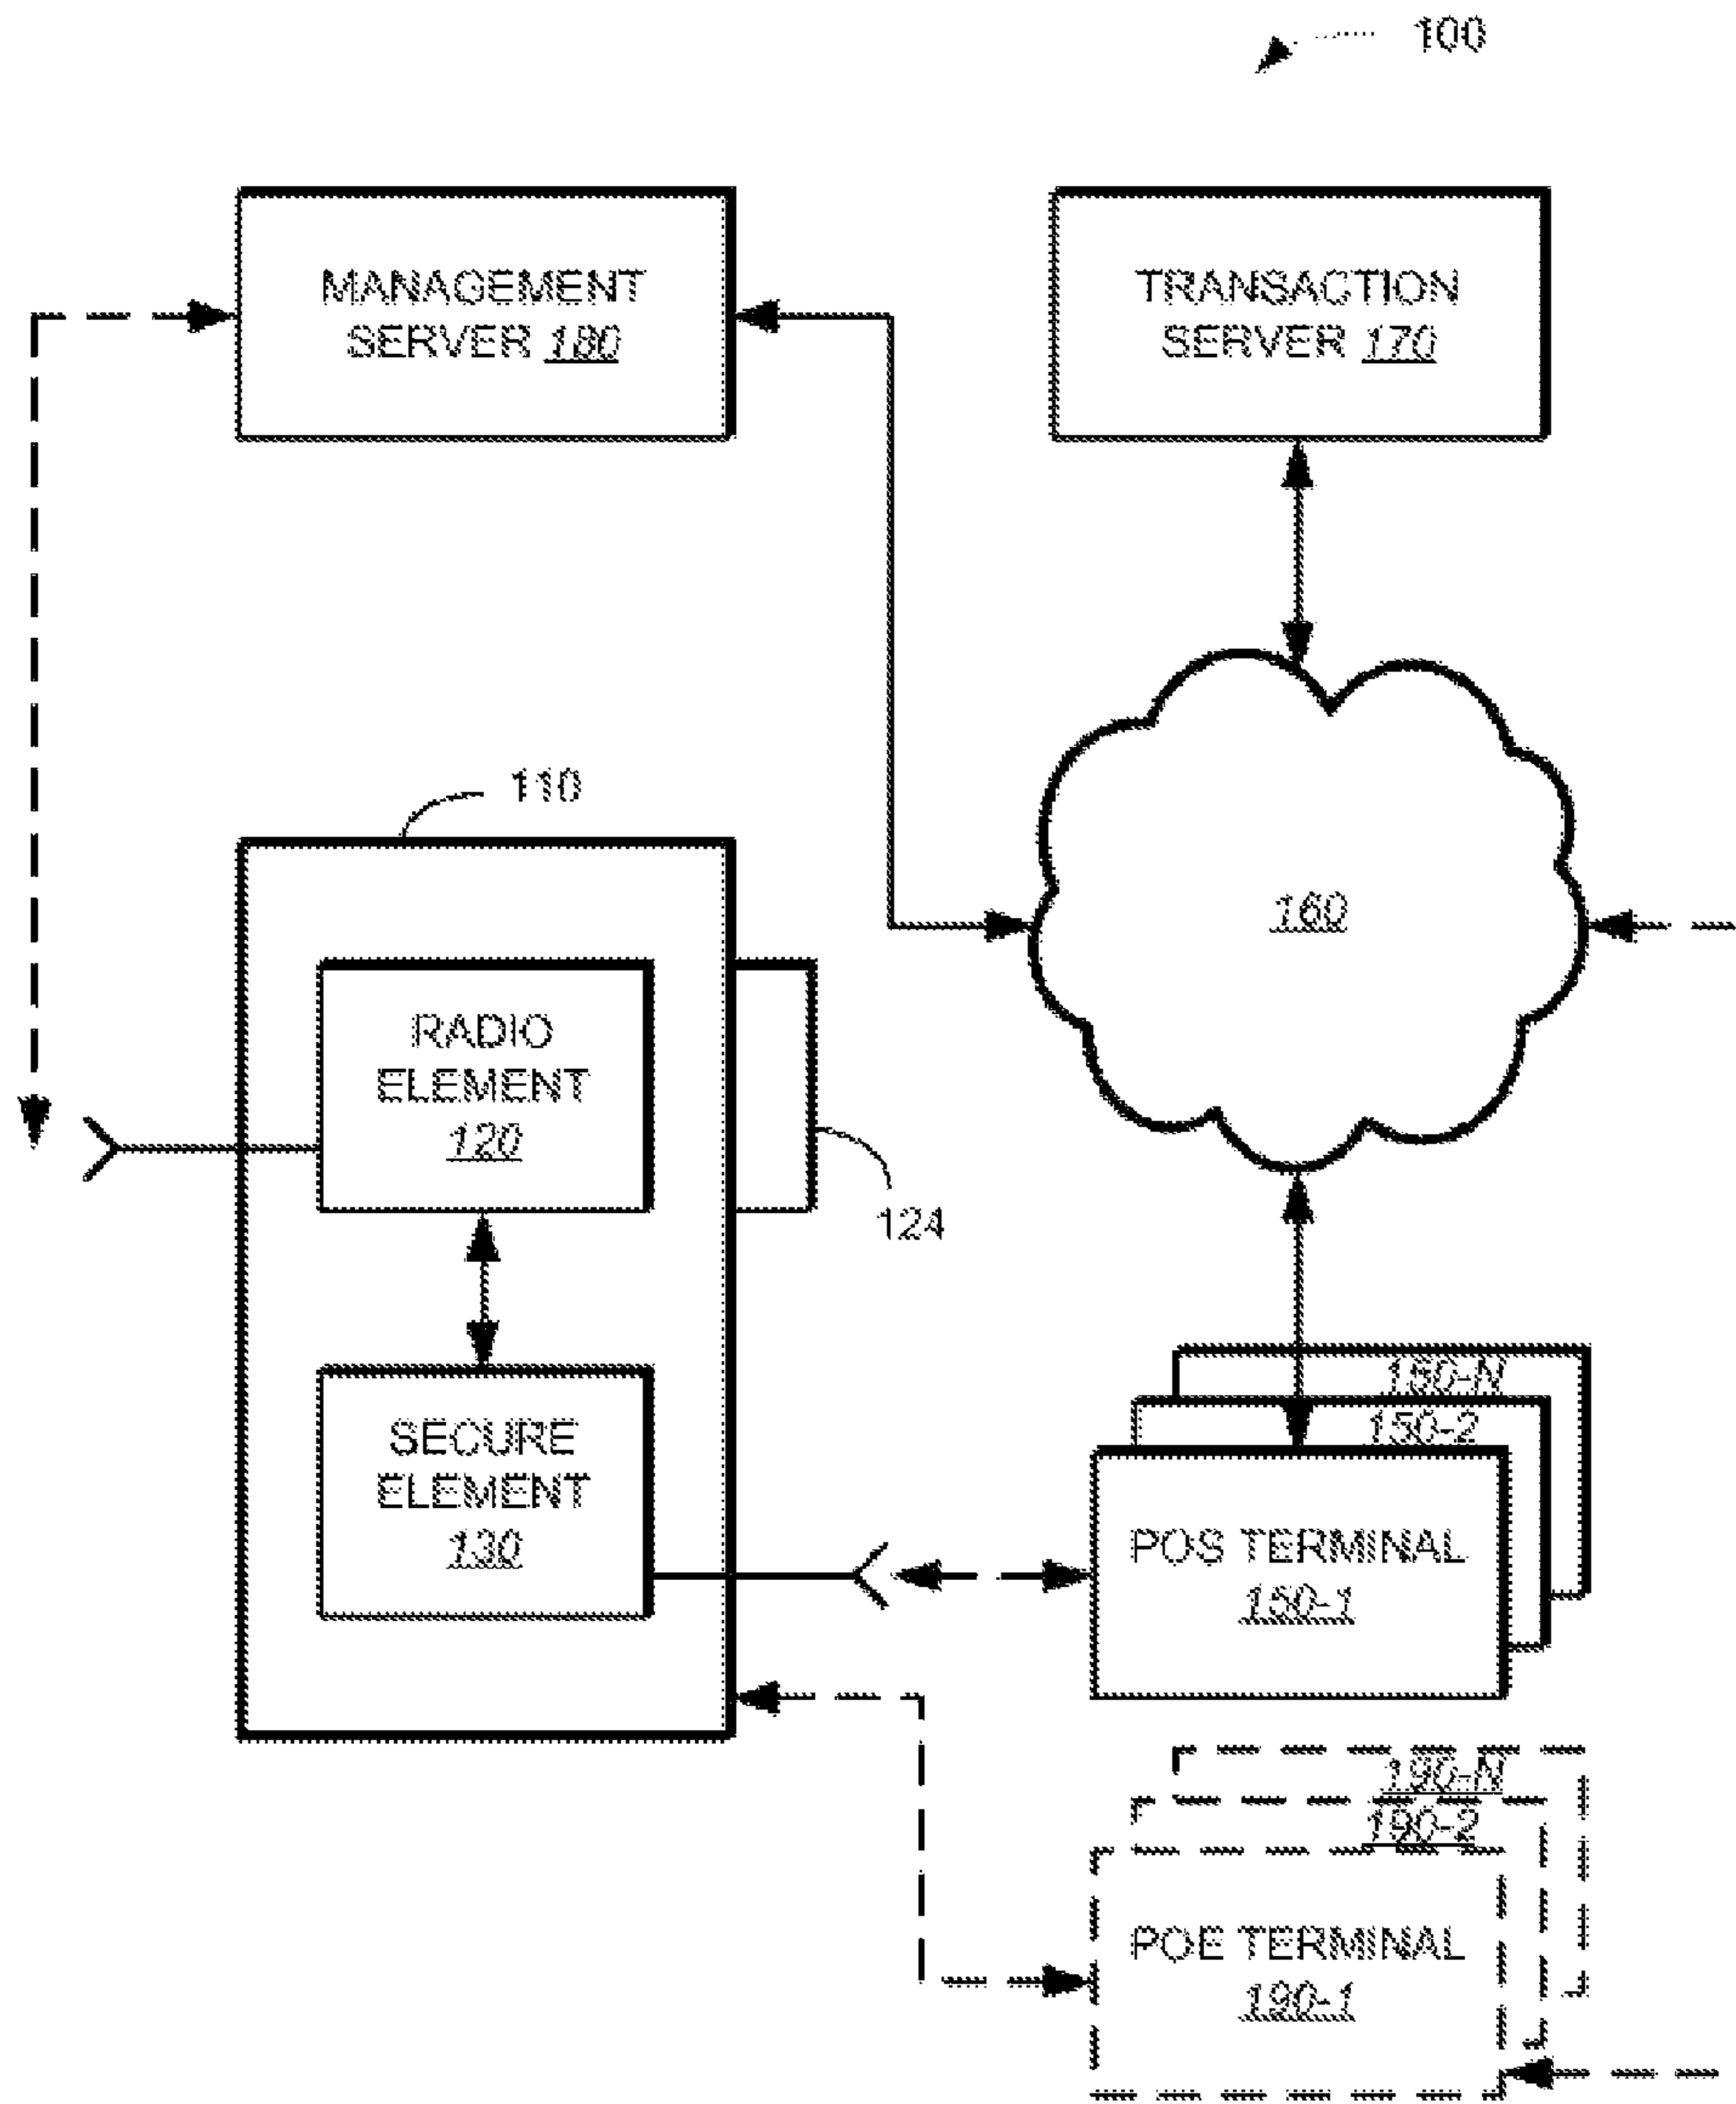 100
MANAGEMENT
SERVER 180
TRANSACTION
SERVER 170
110
160
RADIO
ELEMENT
120
124
SECURE
ELEMENT
130
150-N
150-2
POS TERMINAL
150-1
190-N
190-2
POE TERMINAL
190-1